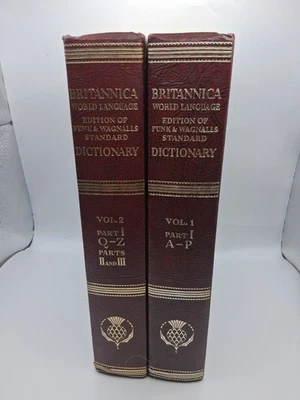 BRITANNICA
WORLD LANGUAGE
EDITION OF
FUNK & WAGNALLS
STANDARD
DICTIONARY
VOL. 2
PART I
Q-Z
PARTS
II AND III
BRITANNICA
WORLD LANGUAGE
EDITION OF
FUNK & WAGNALLS
STANDARD
DICTIONARY
VOL. 1
PART I
A-P